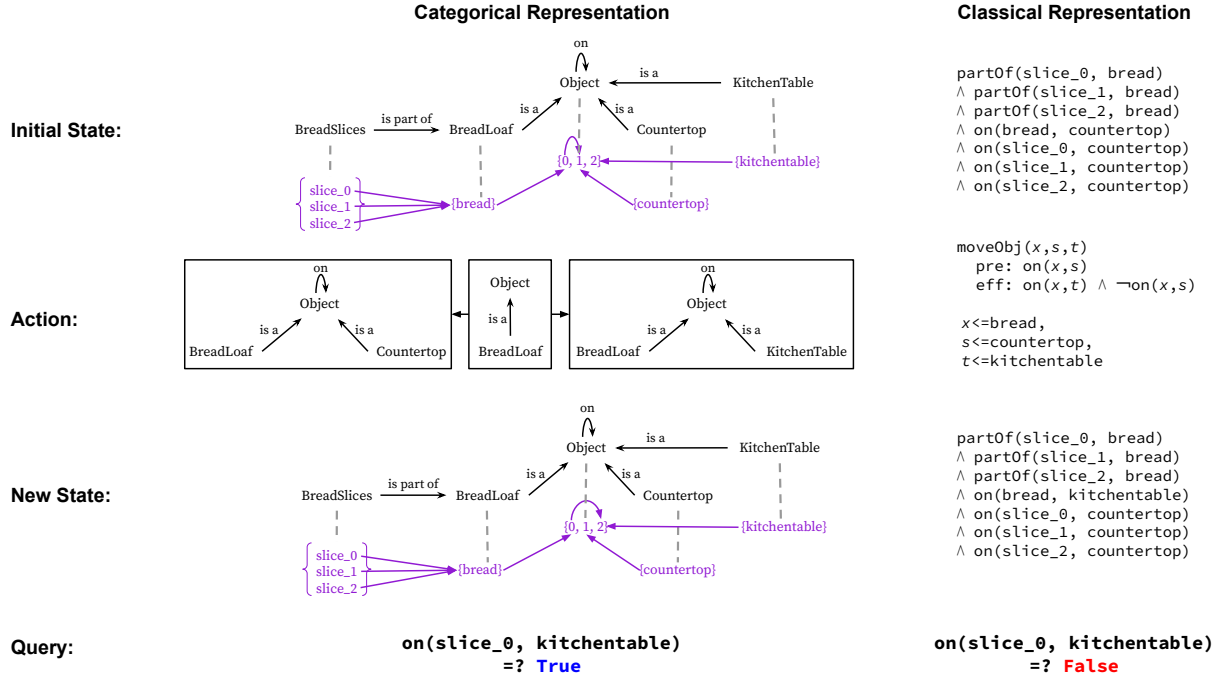 Categorical Representation
Classical Representation
Initial State:
on
Object
is a
KitchenTable
is a
is a
BreadSlices
is part of
BreadLoaf
Countertop
{0, 1, 2}
{kitchentable}
slice_0
slice_1
slice_2
{bread}
{countertop}
partOf(slice_0, bread)
∧ partOf(slice_1, bread)
∧ partOf(slice_2, bread)
∧ on(bread, countertop)
∧ on(slice_0, countertop)
∧ on(slice_1, countertop)
∧ on(slice_2, countertop)
Action:
on
Object
is a
is a
BreadLoaf
Countertop
Object
is a
BreadLoaf
on
Object
is a
is a
BreadLoaf
KitchenTable
moveObj(x,s,t)
pre: on(x,s)
eff: on(x,t) ∧ ¬on(x,s)
x<=bread,
s<=countertop,
t<=kitchentable
New State:
on
Object
is a
KitchenTable
is a
is a
BreadSlices
is part of
BreadLoaf
Countertop
{0, 1, 2}
{kitchentable}
slice_0
slice_1
slice_2
{bread}
{countertop}
partOf(slice_0, bread)
∧ partOf(slice_1, bread)
∧ partOf(slice_2, bread)
∧ on(bread, kitchentable)
∧ on(slice_0, countertop)
∧ on(slice_1, countertop)
∧ on(slice_2, countertop)
Query:
on(slice_0, kitchentable)
=? True
on(slice_0, kitchentable)
=? False